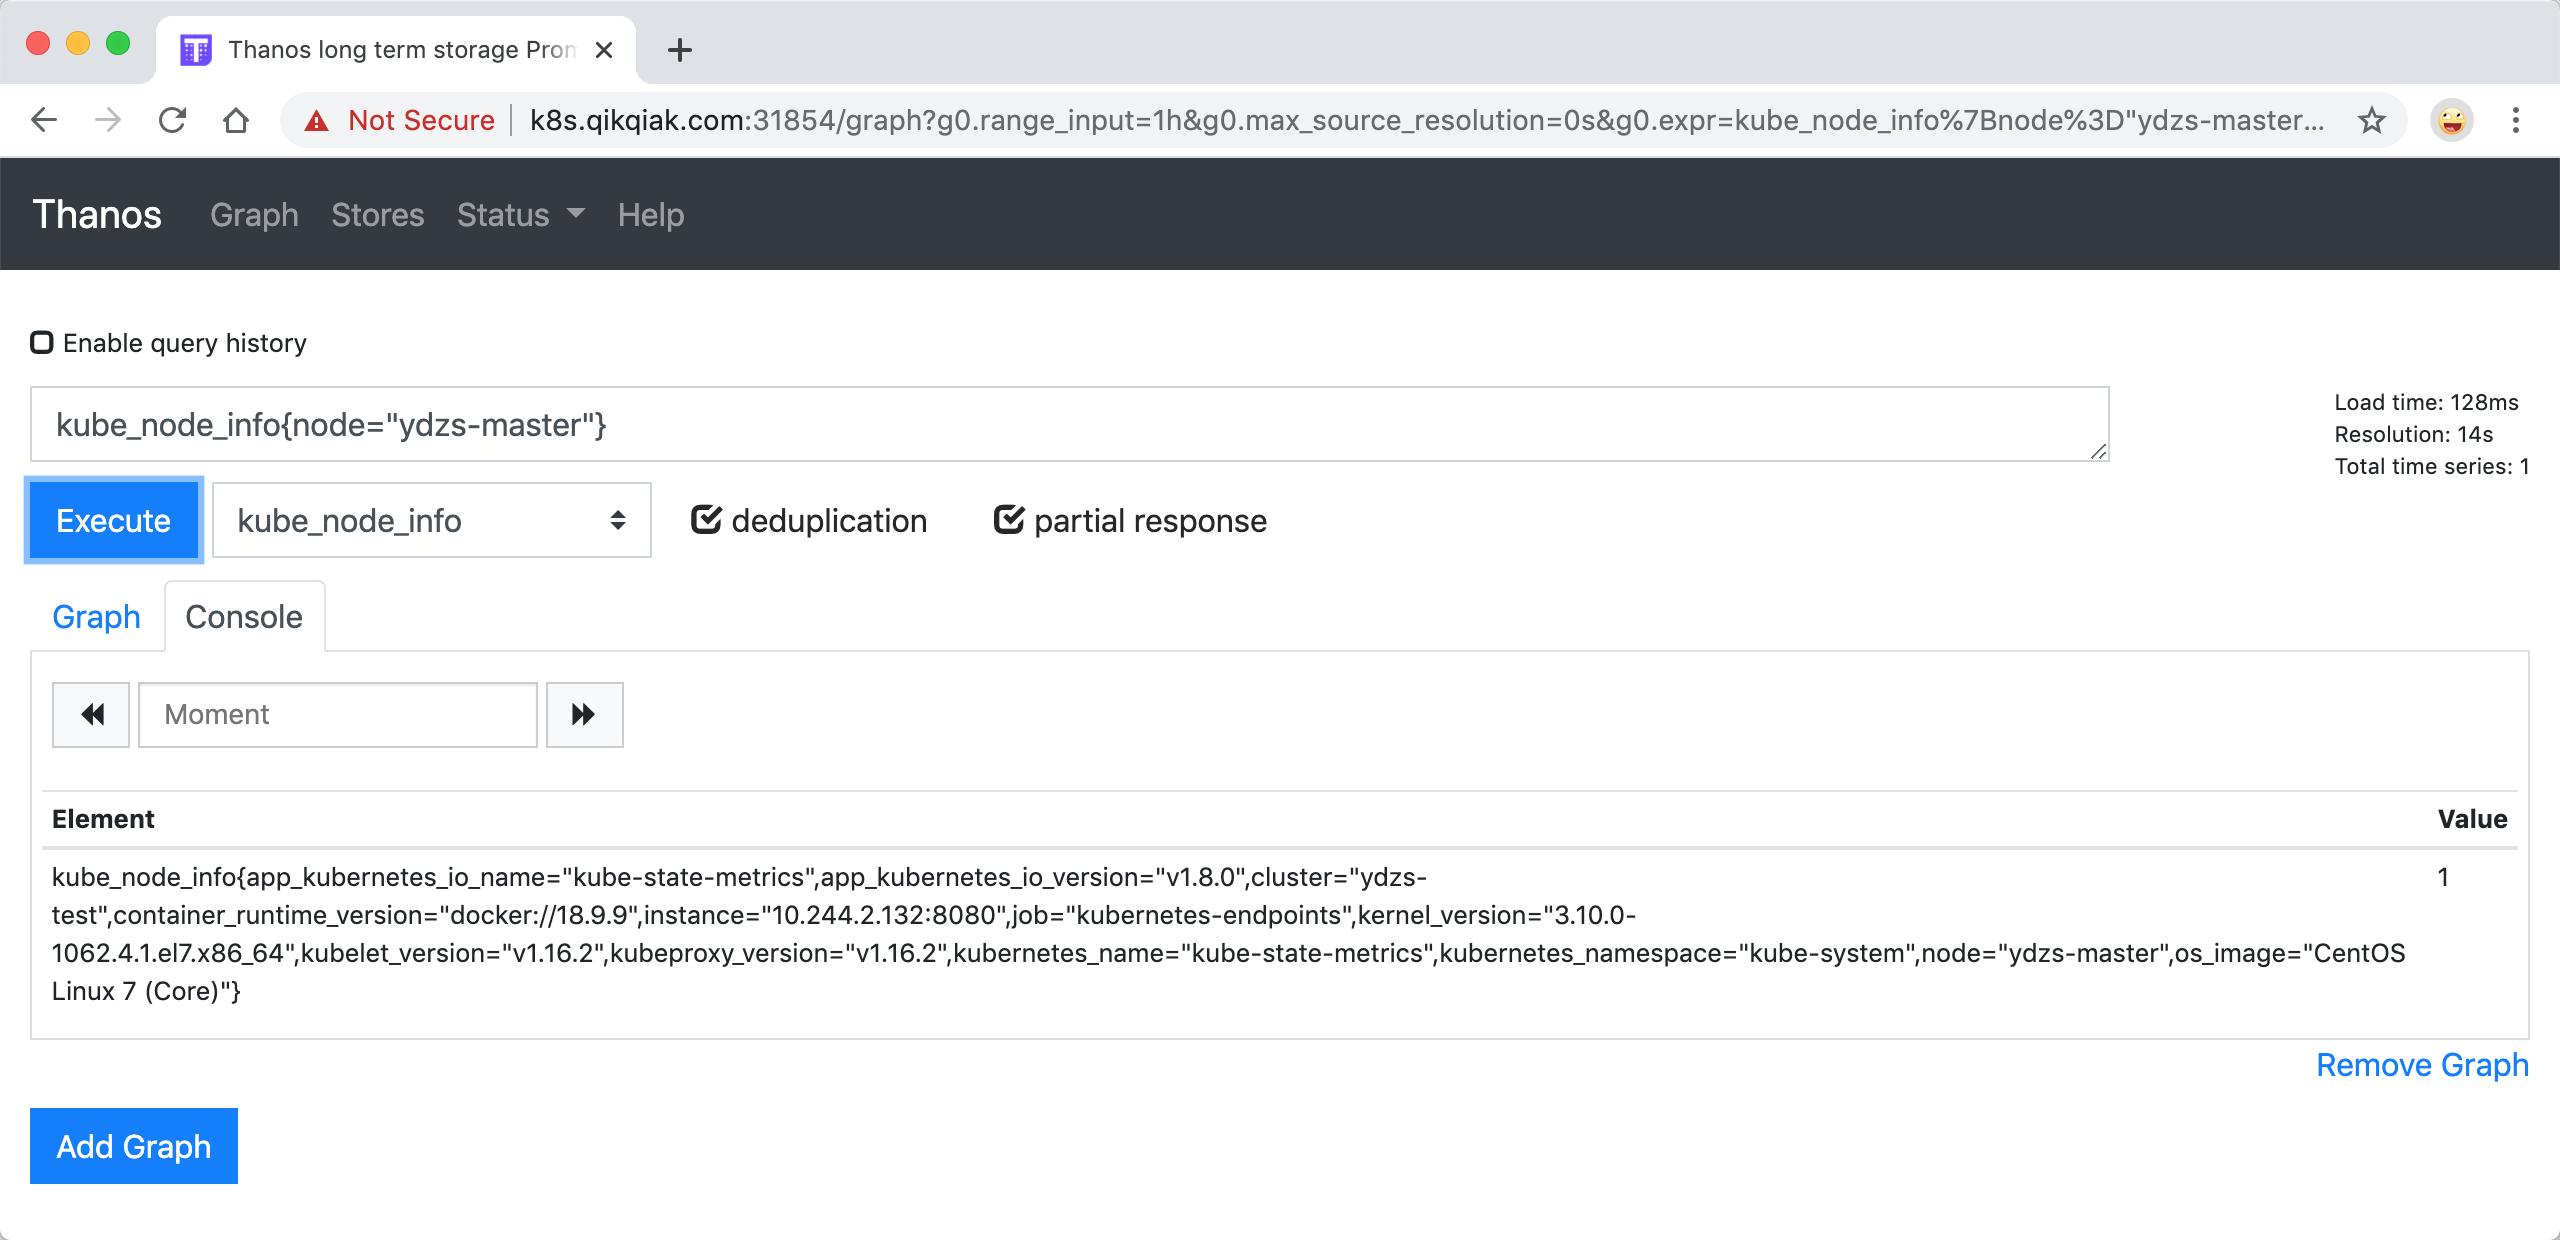 Thanos long term storage Prom
Not Secure
k8s.qikqiak.com:31854/graph?g0.range_input=1h&g0.max_source_resolution=0s&g0.expr=kube_node_info%7Bnode%3D"ydzs-master...
Thanos Graph Stores Status Help
Enable query history
kube_node_info{node="ydzs-master"}
Load time: 128ms
Resolution: 14s
Total time series: 1
Execute kube_node_info deduplication partial response
Graph Console
Moment
Element Value
kube_node_info{app_kubernetes_io_name="kube-state-metrics",app_kubernetes_io_version="v1.8.0",cluster="ydzs- 1
test",container_runtime_version="docker://18.9.9",instance="10.244.2.132:8080",job="kubernetes-endpoints",kernel_version="3.10.0-
1062.4.1.el7.x86_64",kubelet_version="v1.16.2",kubeproxy_version="v1.16.2",kubernetes_name="kube-state-metrics",kubernetes_namespace="kube-system",node="ydzs-master",os_image="CentOS
Linux 7 (Core)"}
Remove Graph
Add Graph